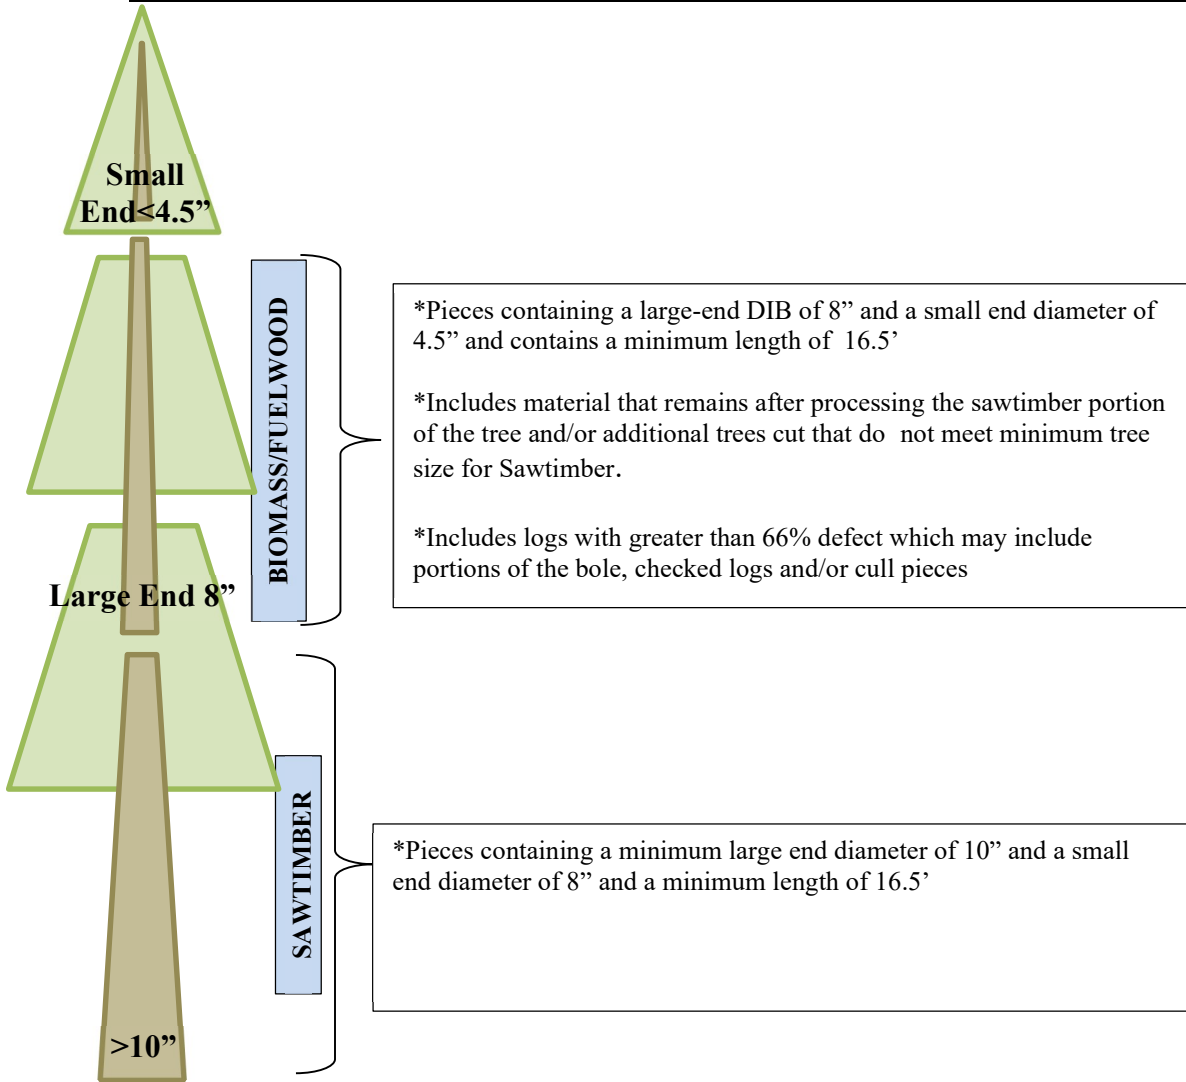 Small
End<4.5”
BIOMASS/FUELWOOD
*Pieces containing a large-end DIB of 8” and a small end diameter of
4.5” and contains a minimum length of 16.5’
*Includes material that remains after processing the sawtimber portion
of the tree and/or additional trees cut that do not meet minimum tree
size for Sawtimber.
*Includes logs with greater than 66% defect which may include
portions of the bole, checked logs and/or cull pieces
Large End 8”
SAWTIMBER
*Pieces containing a minimum large end diameter of 10” and a small
end diameter of 8” and a minimum length of 16.5’
>10”